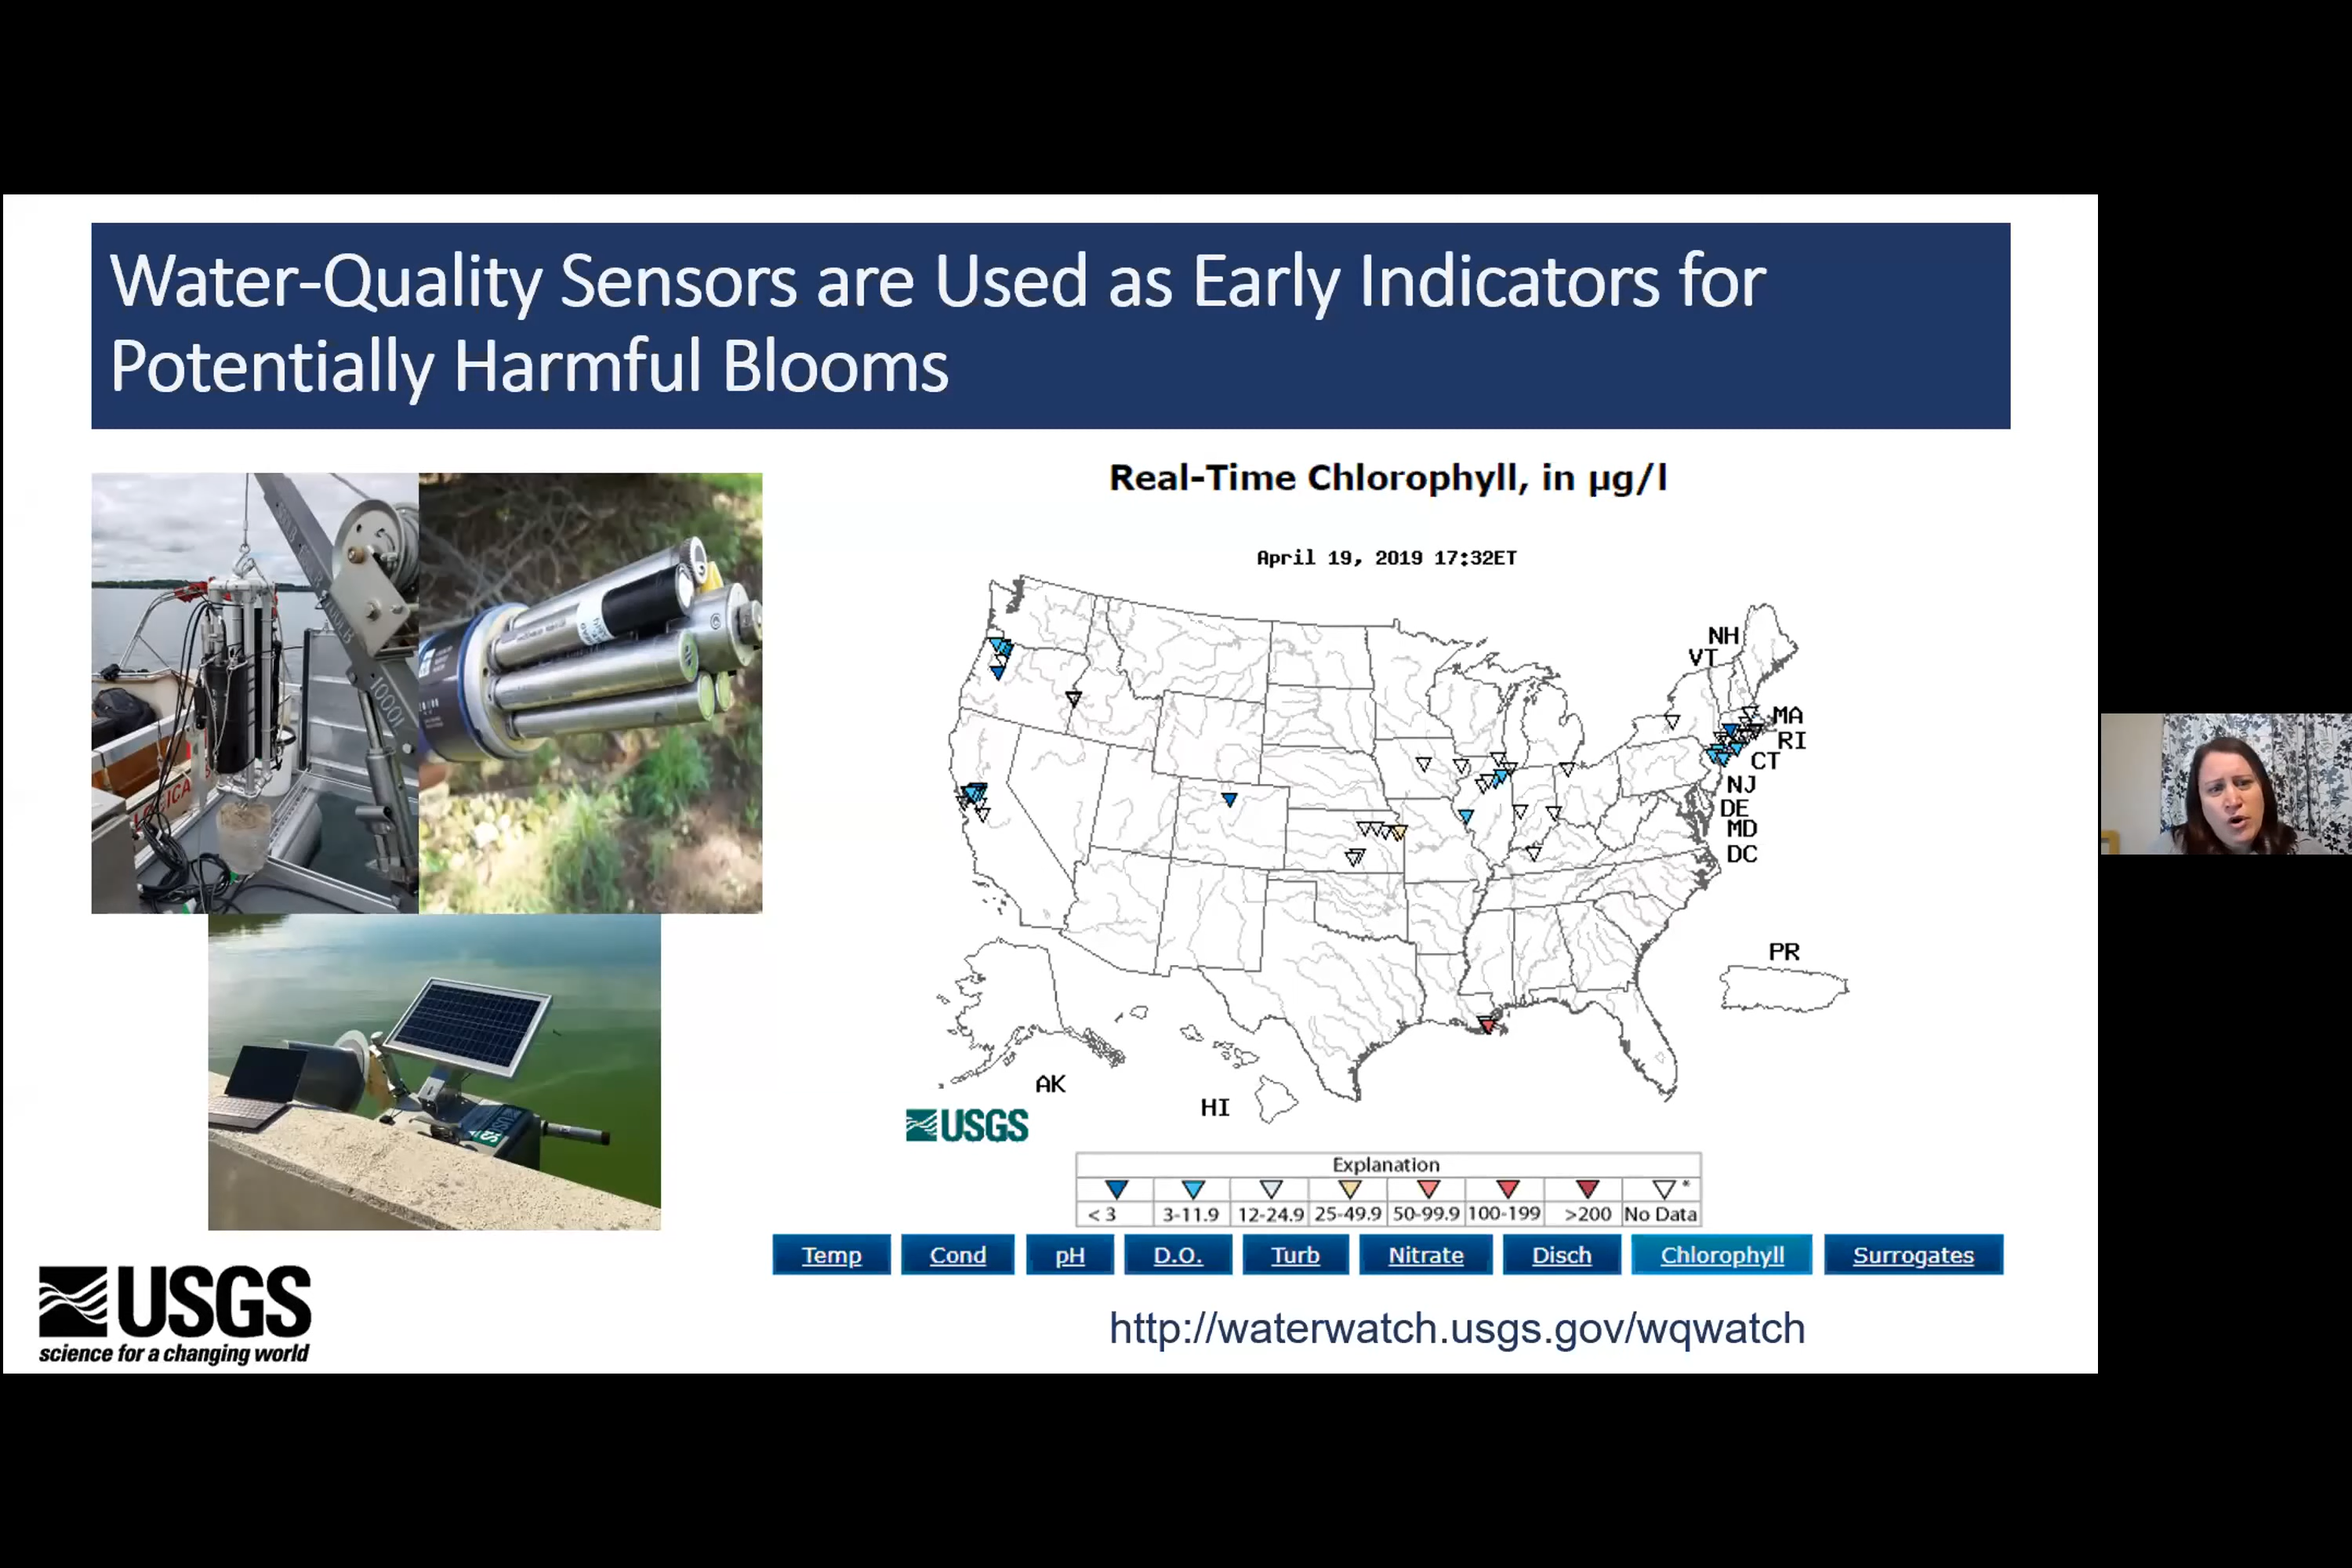 Water-Quality Sensors are Used as Early Indicators for
Potentially Harmful Blooms
Real-Time Chlorophyll, in µg/l
April 19, 2019 17:32ET
NH
VT
MA
RI
CT
NJ
DE
MD
DC
PR
AK
HI
USGS
Explanation
< 3 3-11.9 12-24.9 25-49.9 50-99.9 100-199 >200 No Data *
Temp Cond pH D.O. Turb Nitrate Disch Chlorophyll Surrogates
http://waterwatch.usgs.gov/wqwatch
USGS
science for a changing world
1000L
USGS